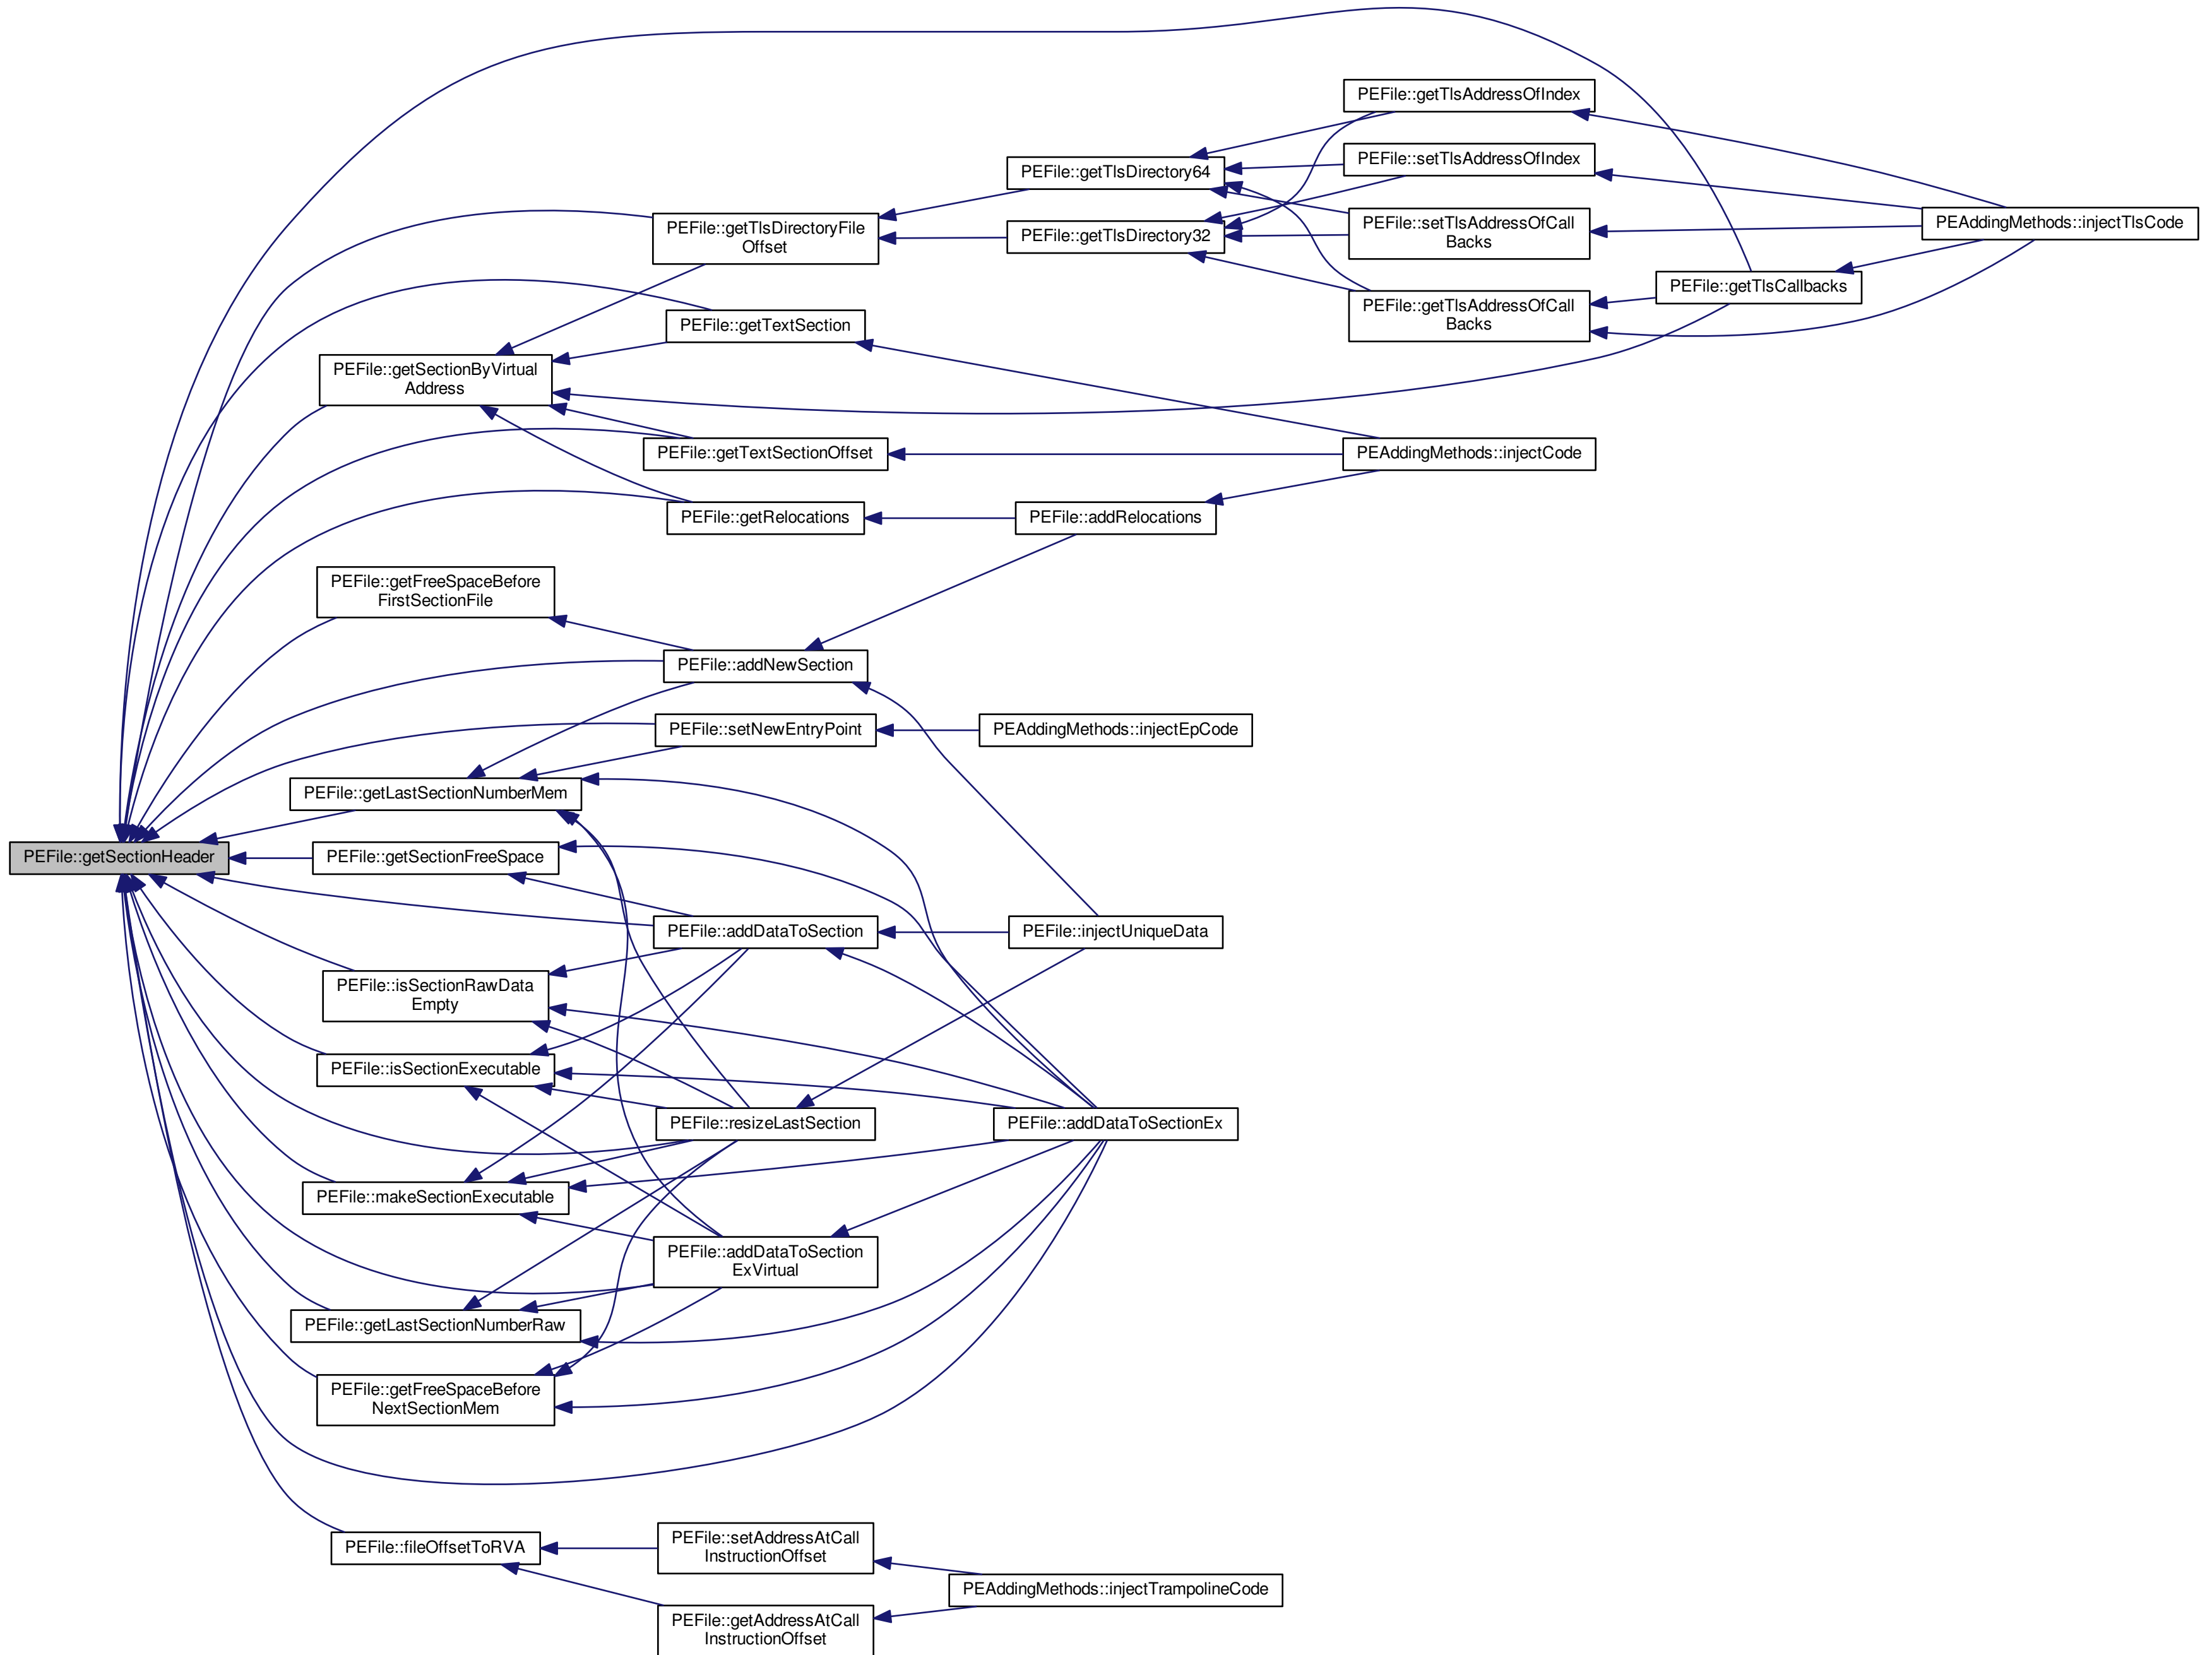 PEFile::getTlsAddressOfIndex
PEFile::setTlsAddressOfIndex
PEFile::getTlsDirectory64
PEFile::getTlsDirectoryFile
Offset
PEFile::getTlsDirectory32
PEFile::setTlsAddressOfCall
Backs
PEAddingMethods::injectTlsCode
PEFile::getTlsCallbacks
PEFile::getTlsAddressOfCall
Backs
PEFile::getTextSection
PEFile::getSectionByVirtual
Address
PEFile::getTextSectionOffset
PEAddingMethods::injectCode
PEFile::getRelocations
PEFile::addRelocations
PEFile::getFreeSpaceBefore
FirstSectionFile
PEFile::addNewSection
PEFile::setNewEntryPoint
PEAddingMethods::injectEpCode
PEFile::getLastSectionNumberMem
PEFile::getSectionHeader
PEFile::getSectionFreeSpace
PEFile::addDataToSection
PEFile::injectUniqueData
PEFile::isSectionRawData
Empty
PEFile::isSectionExecutable
PEFile::resizeLastSection
PEFile::addDataToSectionEx
PEFile::makeSectionExecutable
PEFile::addDataToSection
ExVirtual
PEFile::getLastSectionNumberRaw
PEFile::getFreeSpaceBefore
NextSectionMem
PEFile::fileOffsetToRVA
PEFile::setAddressAtCall
InstructionOffset
PEAddingMethods::injectTrampolineCode
PEFile::getAddressAtCall
InstructionOffset